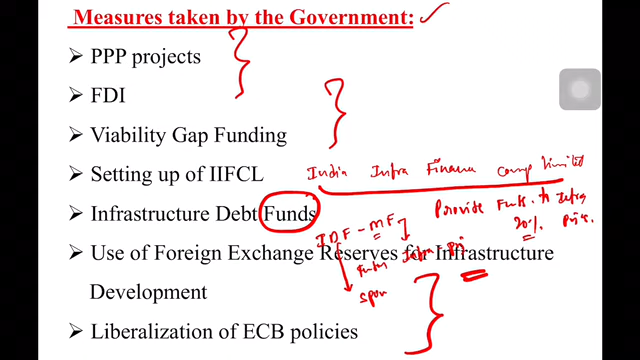 Measures taken by the Government:
➢ PPP projects
➢ FDI
➢ Viability Gap Funding
➢ Setting up of IIFCL India Infra Finance comp limited
➢ Infrastructure Debt Funds Provide Funds to Infra
20%
IDF - MF
➢ Use of Foreign Exchange Reserves for Infrastructure
Development
➢ Liberalization of ECB policies